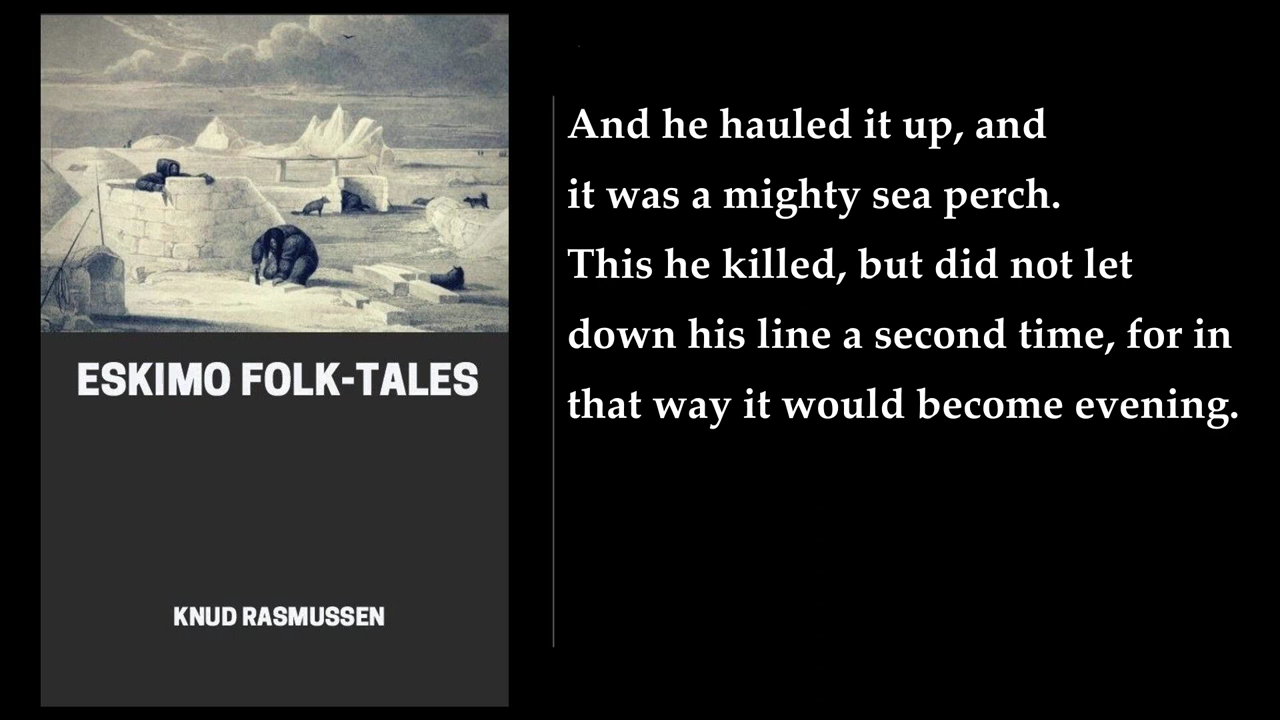 ESKIMO FOLK-TALES
KNUD RASMUSSEN
And he hauled it up, and
it was a mighty sea perch.
This he killed, but did not let
down his line a second time, for in
that way it would become evening.